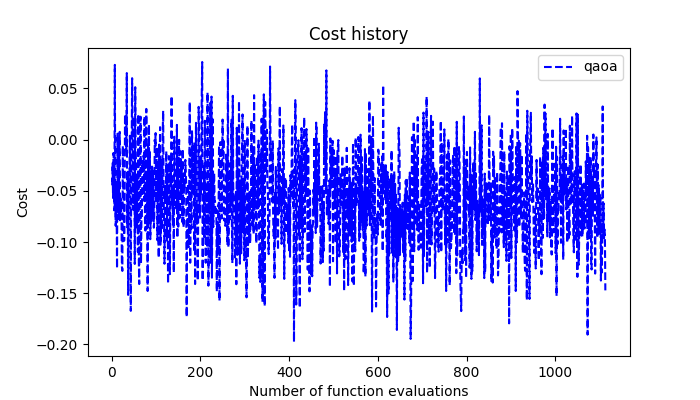 Cost history
qaoa
Cost
0.05
0.00
−0.05
−0.10
−0.15
−0.20
0 200 400 600 800 1000
Number of function evaluations